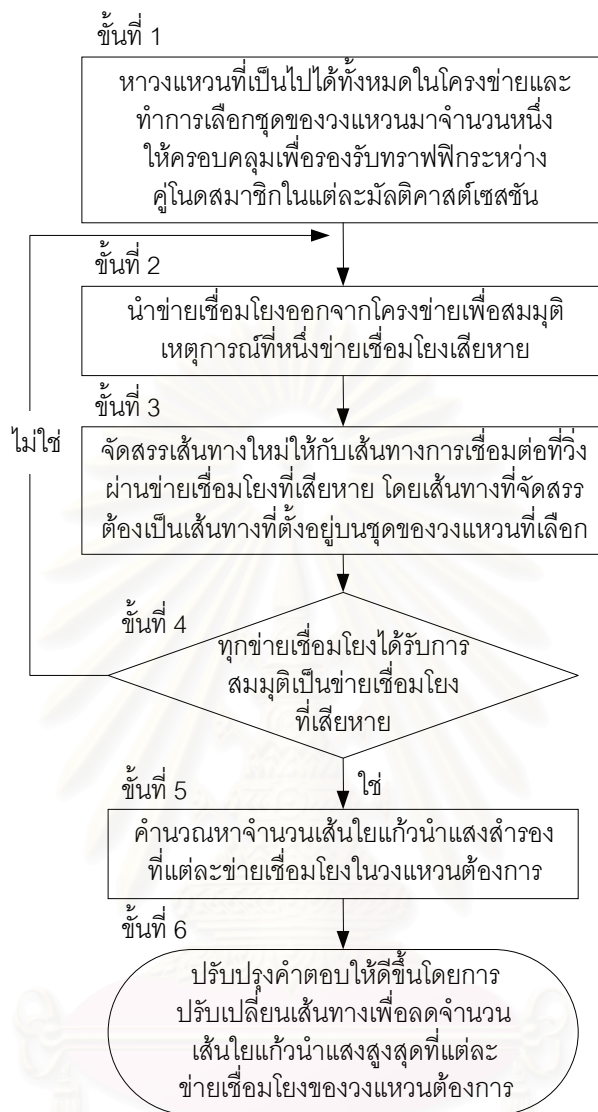 ขั้นที่ 1
หาวงแหวนที่เป็นไปได้ทั้งหมดในโครงข่ายและ
ทำการเลือกชุดของวงแหวนมาจำนวนหนึ่ง
ให้ครอบคลุมเพื่อรองรับทราฟฟิกระหว่าง
คู่โนดสมาชิกในแต่ละมัลติคาสต์เซสชัน
ขั้นที่ 2
นำข่ายเชื่อมโยงออกจากโครงข่ายเพื่อสมมุติ
เหตุการณ์ที่หนึ่งข่ายเชื่อมโยงเสียหาย
ขั้นที่ 3
ไม่ใช่
จัดสรรเส้นทางใหม่ให้กับเส้นทางการเชื่อมต่อที่วิ่ง
ผ่านข่ายเชื่อมโยงที่เสียหาย โดยเส้นทางที่จัดสรร
ต้องเป็นเส้นทางที่ตั้งอยู่บนชุดของวงแหวนที่เลือก
ขั้นที่ 4
ทุกข่ายเชื่อมโยงได้รับการ
สมมุติเป็นข่ายเชื่อมโยง
ที่เสียหาย
ใช่
ขั้นที่ 5
คำนวณหาจำนวนเส้นใยแก้วนำแสงสำรอง
ที่แต่ละข่ายเชื่อมโยงในวงแหวนต้องการ
ขั้นที่ 6
ปรับปรุงคำตอบให้ดีขึ้นโดยการ
ปรับเปลี่ยนเส้นทางเพื่อลดจำนวน
เส้นใยแก้วนำแสงสูงสุดที่แต่ละ
ข่ายเชื่อมโยงของวงแหวนต้องการ